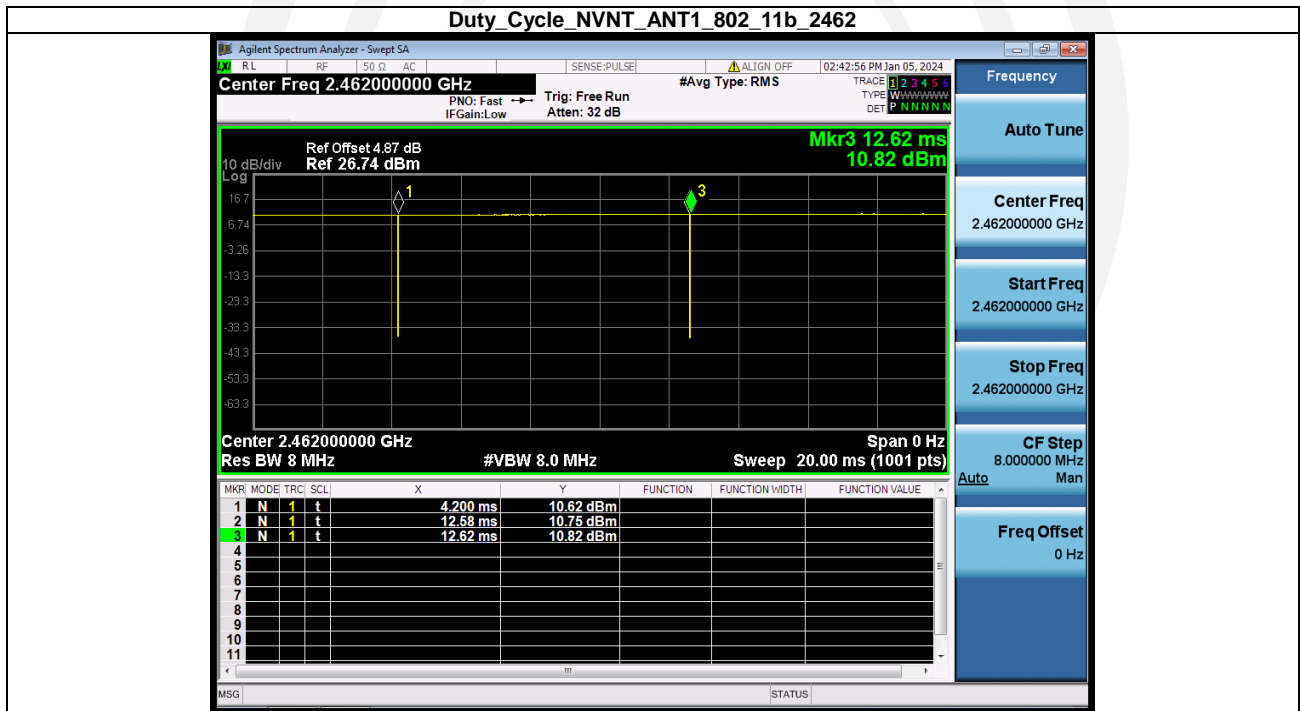 Duty_Cycle_NVNT_ANT1_802_11b_2462
Agilent Spectrum Analyzer - Swept SA
LXI RL RF 50 Ω AC SENSE:PULSE ALIGN OFF 02:42:56 PM Jan 05, 2024
Center Freq 2.462000000 GHz
#Avg Type: RMS
TRACE 1 2 3 4 5 6
TYPE WWWWWW
DET P N N N N N
PNO: Fast
IFGain:Low
Trig: Free Run
Atten: 32 dB
Mkr3 12.62 ms
10.82 dBm
Ref Offset 4.87 dB
10 dB/div Ref 26.74 dBm
Log
1
3
16.7
6.74
-3.26
-13.3
-23.3
-33.3
-43.3
-53.3
-63.3
Center 2.462000000 GHz Span 0 Hz
Res BW 8 MHz #VBW 8.0 MHz Sweep 20.00 ms (1001 pts)
MKR MODE TRC SCL X Y FUNCTION FUNCTION WIDTH FUNCTION VALUE
1 N 1 t 4.200 ms 10.62 dBm
2 N 1 t 12.58 ms 10.75 dBm
3 N 1 t 12.62 ms 10.82 dBm
4
5
6
7
8
9
10
11
MSG STATUS
Frequency
Auto Tune
Center Freq
2.462000000 GHz
Start Freq
2.462000000 GHz
Stop Freq
2.462000000 GHz
CF Step
8.000000 MHz
Auto Man
Freq Offset
0 Hz